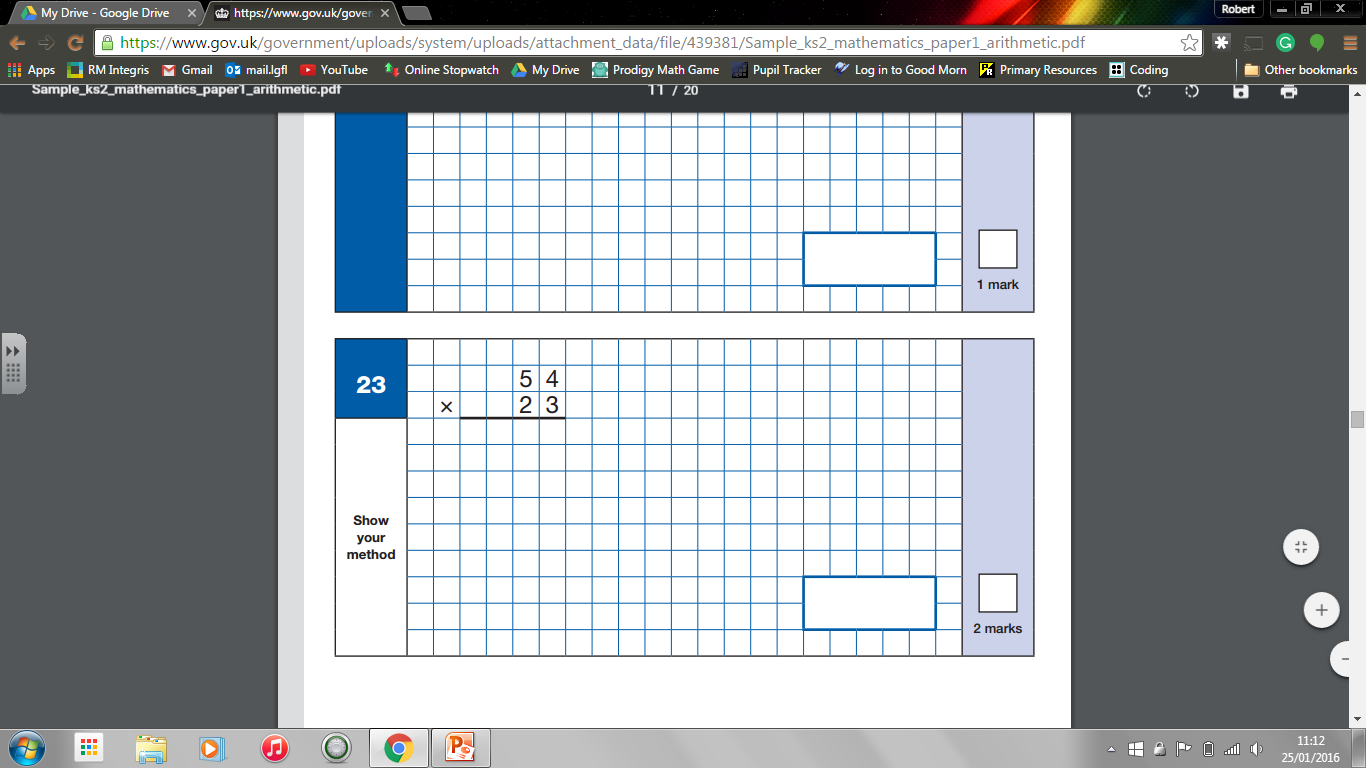 My Drive - Google Drive
https://www.gov.uk/gover
Robert
https://www.gov.uk/government/uploads/system/uploads/attachment_data/file/439381/Sample_ks2_mathematics_paper1_arithmetic.pdf
Apps RM Integris Gmail mail.lgfl YouTube Online Stopwatch My Drive Prodigy Math Game Pupil Tracker Log in to Good Morn Primary Resources Coding Other bookmarks
Sample_ks2_mathematics_paper1_arithmetic.pdf 11 / 20
1 mark
23
5 4
× 2 3
Show
your
method
2 marks
11:12
25/01/2016